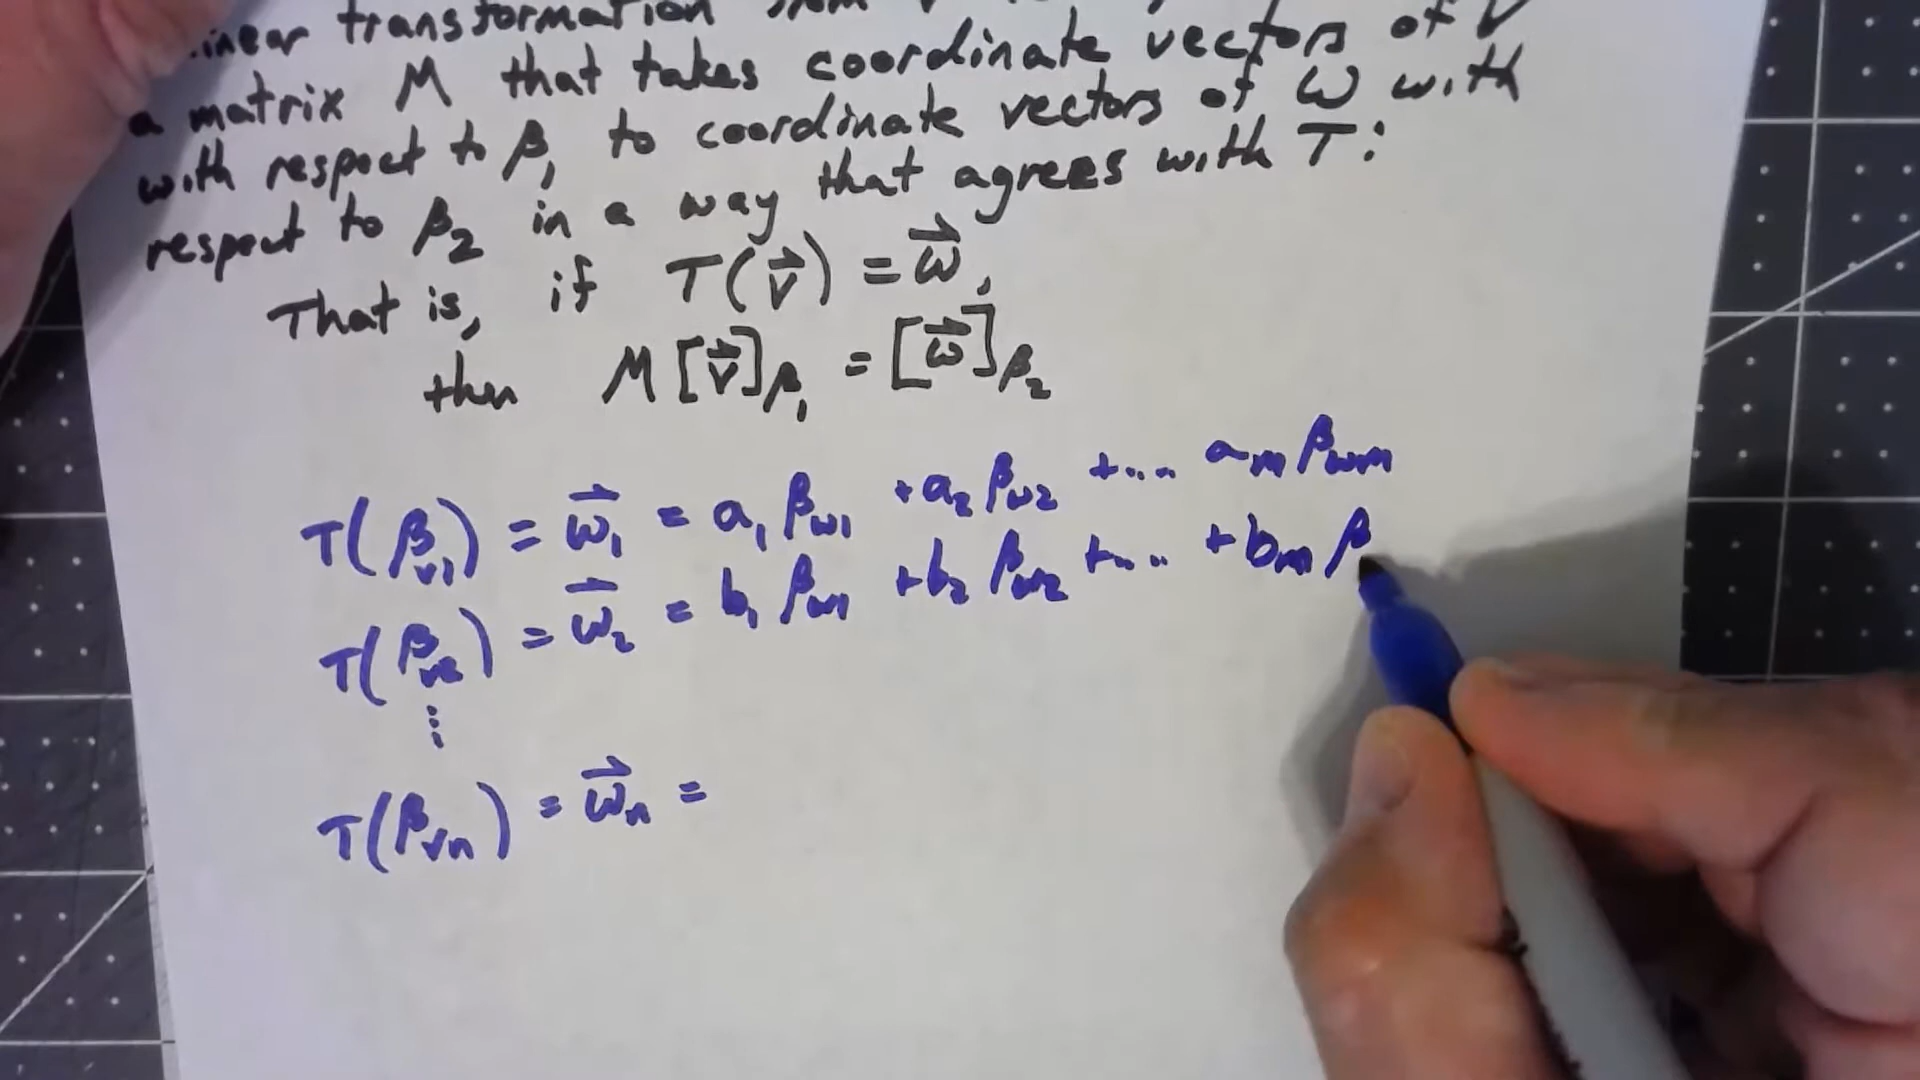 linear transformation from V
a matrix M that takes coordinate vectors of V
with respect to β₁ to coordinate vectors of W with
respect to β₂ in a way that agrees with T:
That is, if T(v⃗) = w⃗,
then M[v⃗]β₁ = [w⃗]β₂
T(βv1) = w⃗₁ = a₁βw1 + a₂βw2 + ... aₘβwm
T(βv2) = w⃗₂ = b₁βw1 + b₂βw2 + ... + bₘβ
⋮
T(βvn) = w⃗ₙ =